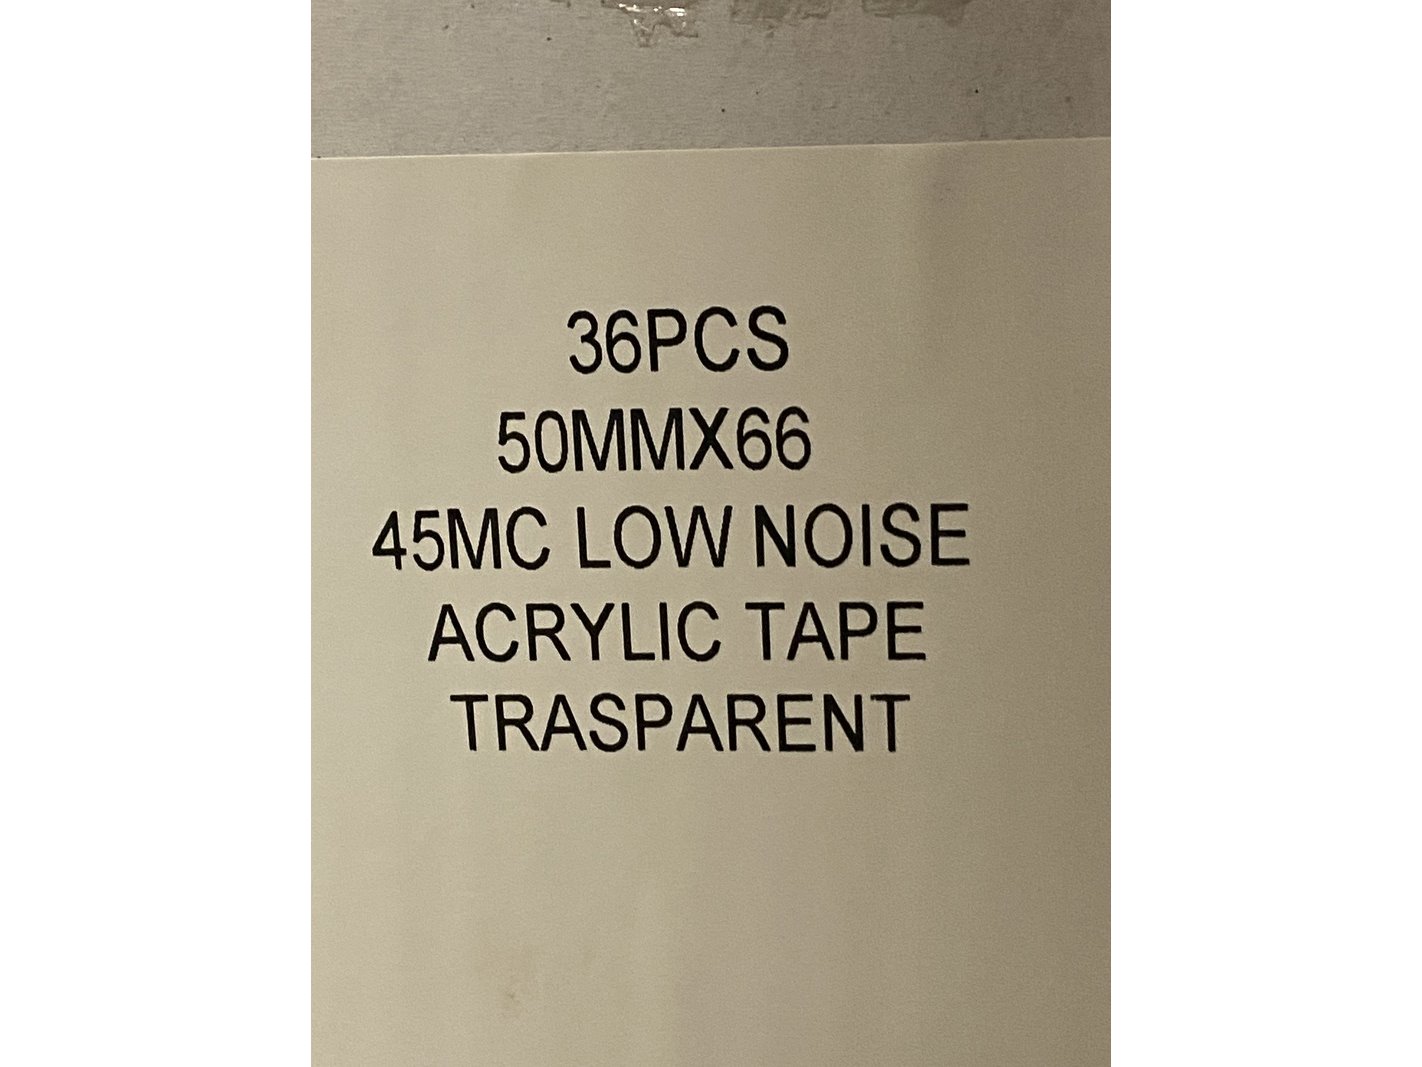 36PCS
50MMX66
45MC LOW NOISE
ACRYLIC TAPE
TRASPARENT